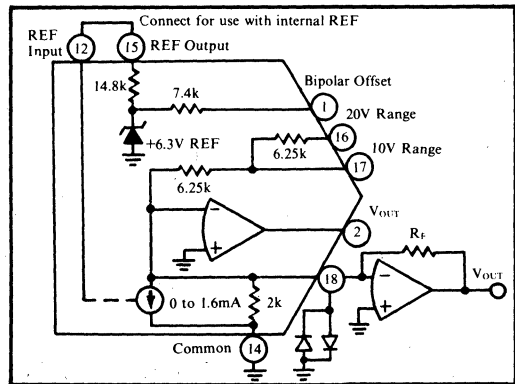 Connect for use with internal REF
REF
Input
12
15
REF Output
14.8k
7.4k
Bipolar Offset
1
20V Range
16
+6.3V REF
6.25k
10V Range
17
6.25k
−
+
VOUT
2
RF
18
−
+
VOUT
0 to 1.6mA
2k
Common
14